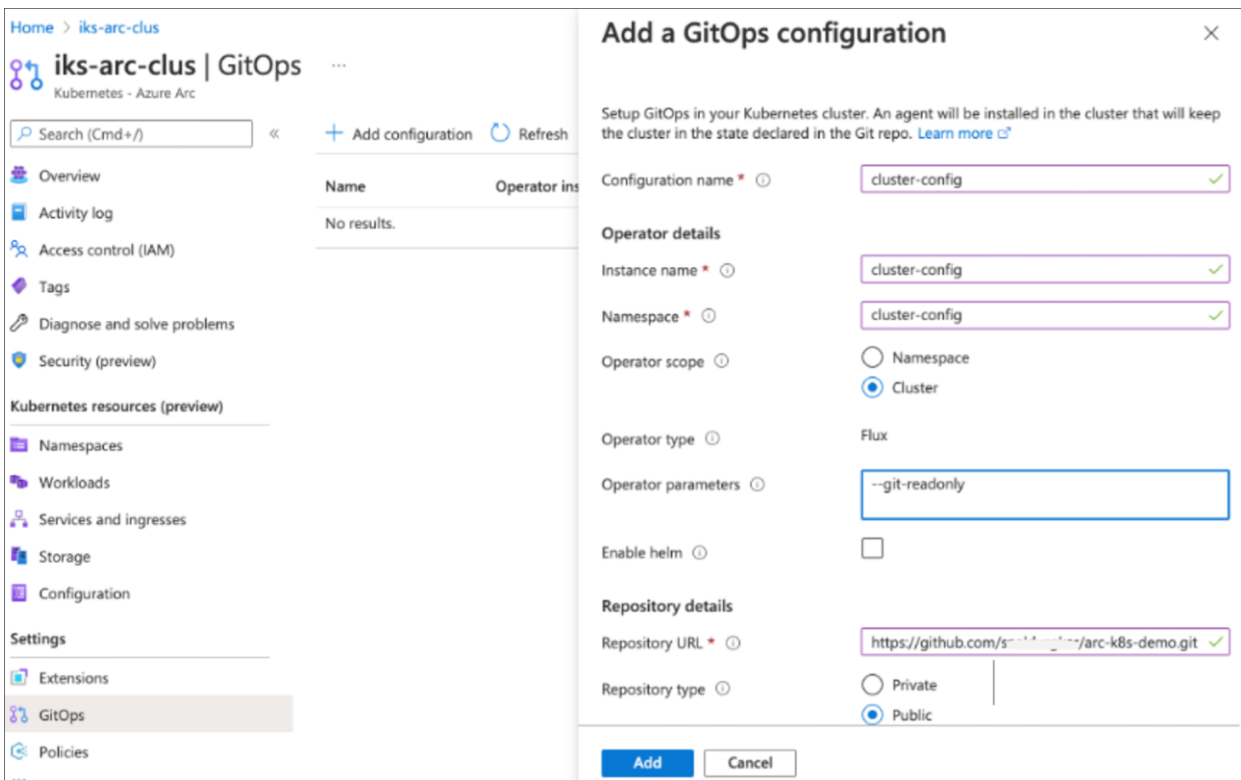 Home > iks-arc-clus
iks-arc-clus | GitOps ...
Kubernetes - Azure Arc
Search (Cmd+/)
«
Overview
Activity log
Access control (IAM)
Tags
Diagnose and solve problems
Security (preview)
Kubernetes resources (preview)
Namespaces
Workloads
Services and ingresses
Storage
Configuration
Settings
Extensions
GitOps
Policies
+ Add configuration Refresh
Name Operator ins
No results.
Add a GitOps configuration
Setup GitOps in your Kubernetes cluster. An agent will be installed in the cluster that will keep
the cluster in the state declared in the Git repo. Learn more
Configuration name * cluster-config
Operator details
Instance name * cluster-config
Namespace * cluster-config
Operator scope Namespace
Cluster
Operator type Flux
Operator parameters --git-readonly
Enable helm
Repository details
Repository URL * https://github.com/ /arc-k8s-demo.git
Repository type Private
Public
Add Cancel